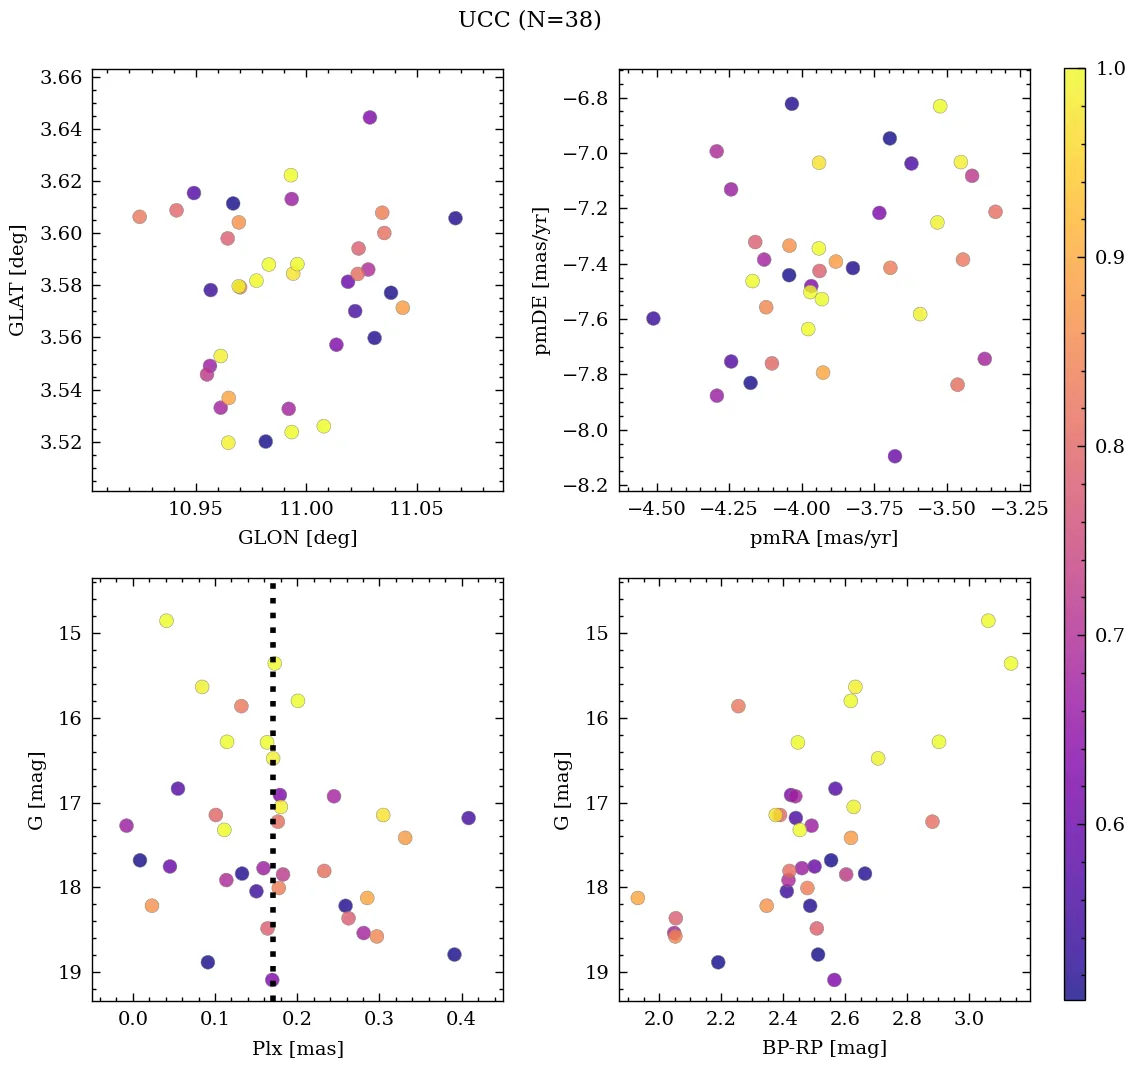 UCC (N=38)
3.66
3.64
3.62
3.60
3.58
3.56
3.54
3.52
GLAT [deg]
10.95 11.00 11.05
GLON [deg]
−6.8
−7.0
−7.2
−7.4
−7.6
−7.8
−8.0
−8.2
pmDE [mas/yr]
−4.50 −4.25 −4.00 −3.75 −3.50 −3.25
pmRA [mas/yr]
15
16
17
18
19
G [mag]
0.0 0.1 0.2 0.3 0.4
Plx [mas]
15
16
17
18
19
G [mag]
2.0 2.2 2.4 2.6 2.8 3.0
BP-RP [mag]
1.0
0.9
0.8
0.7
0.6